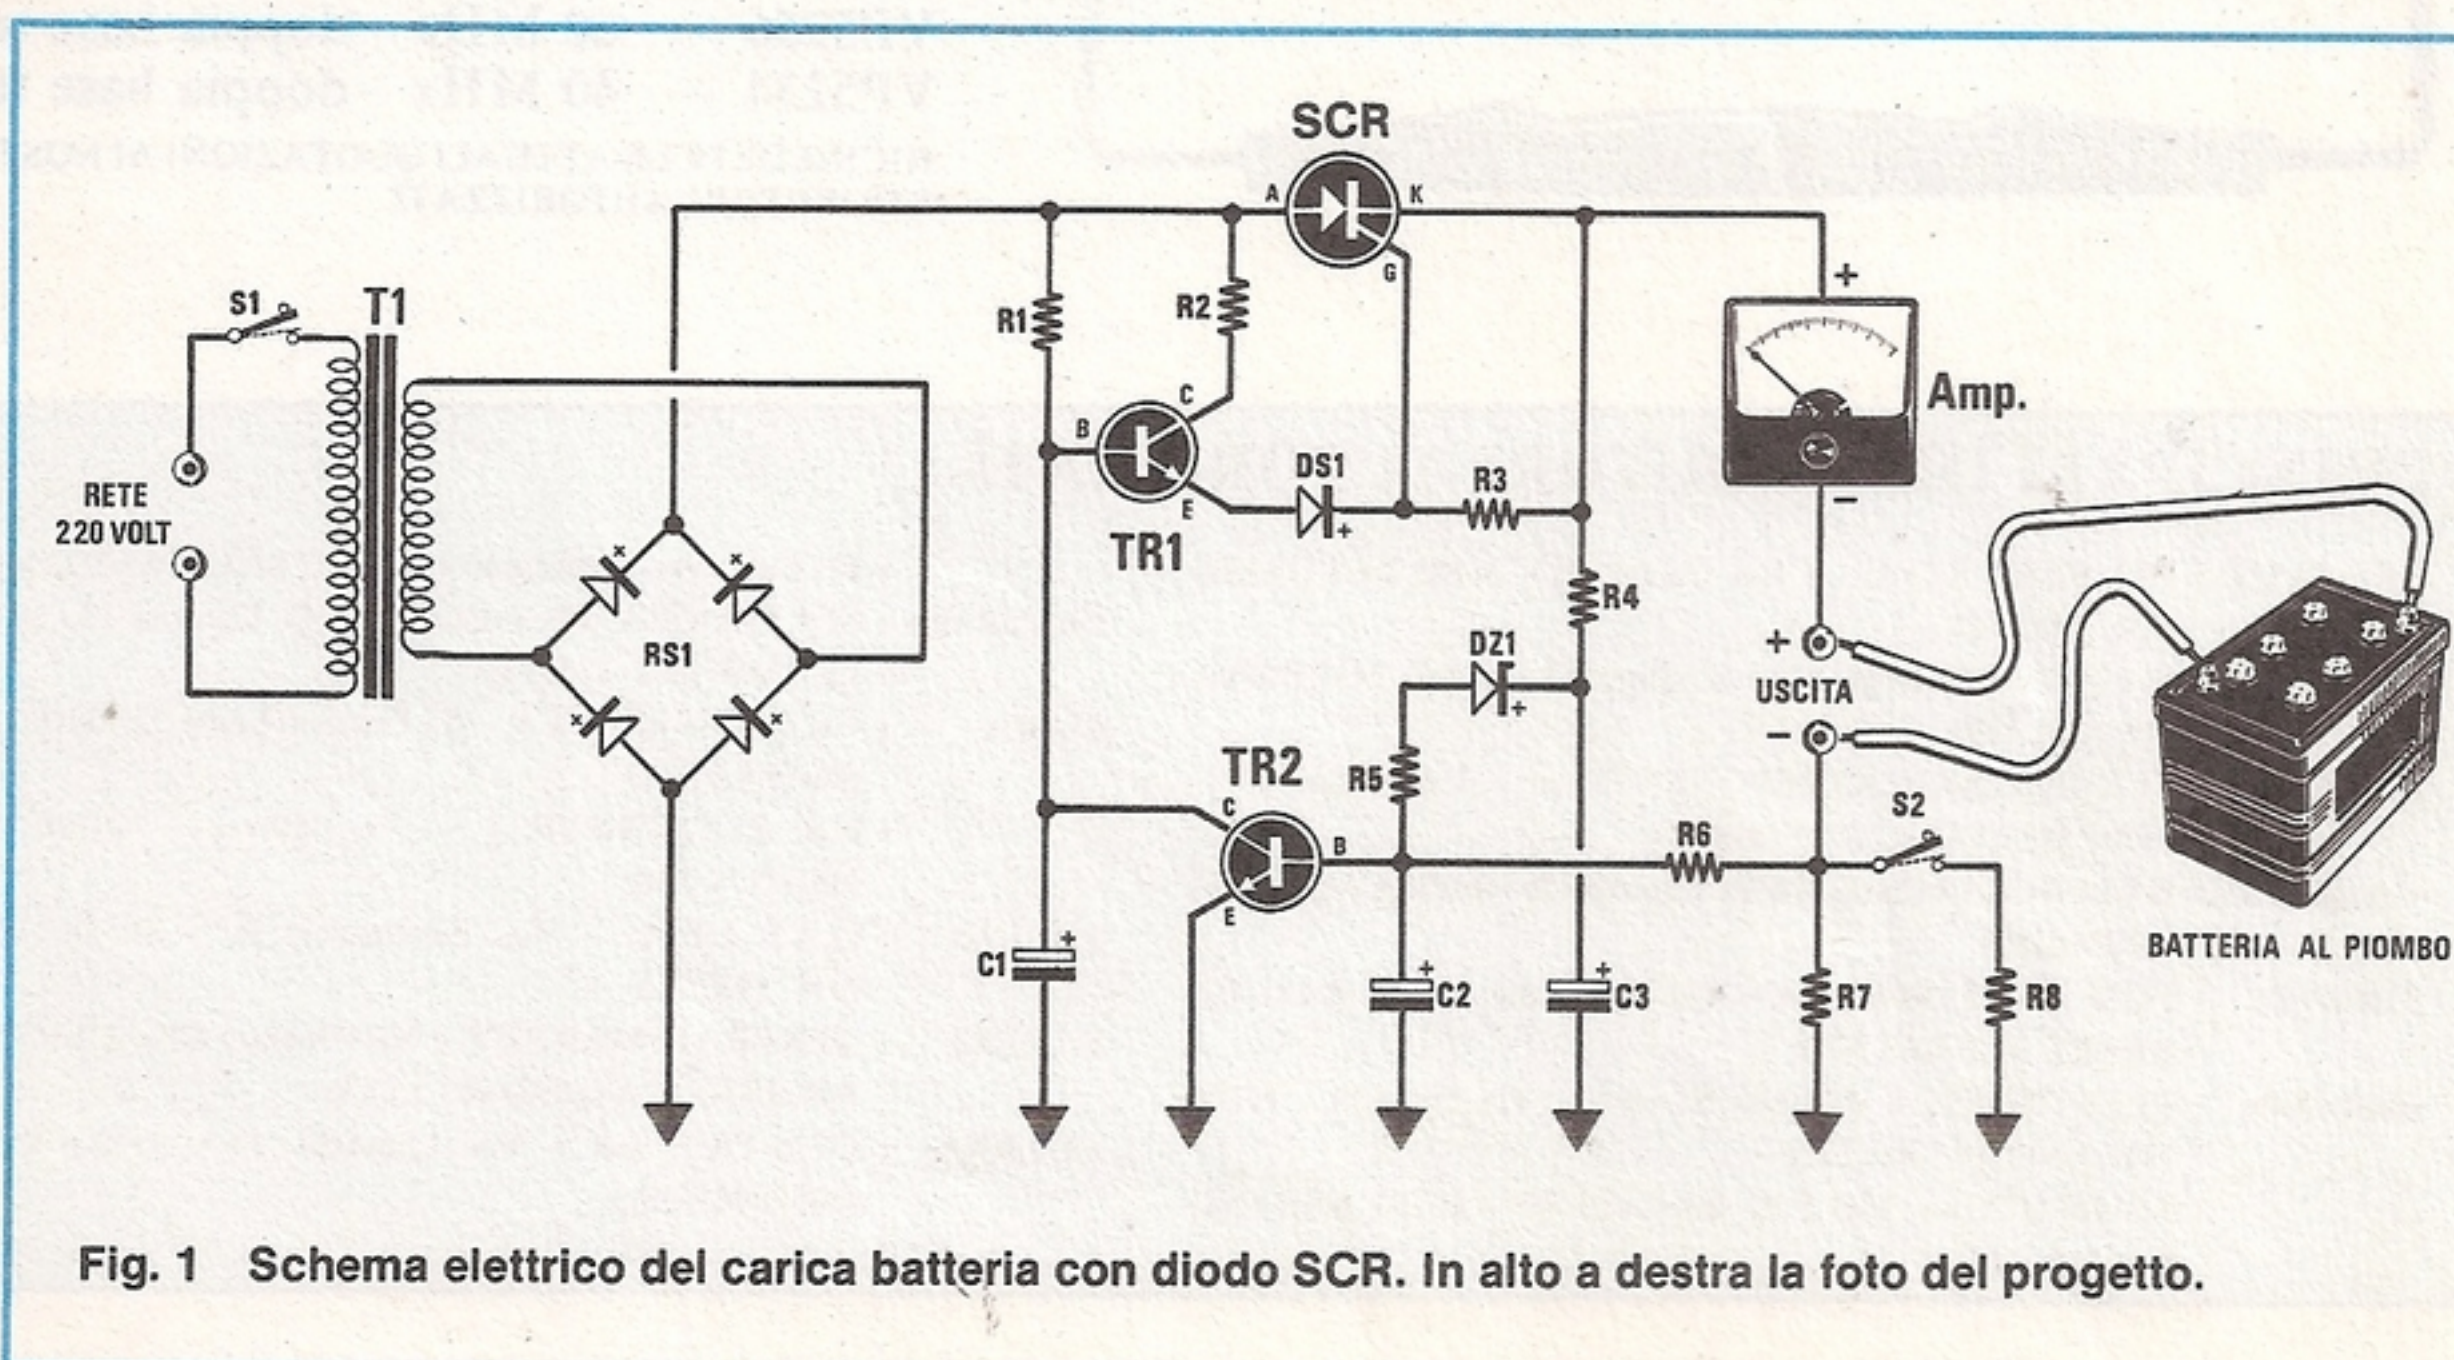 SCR
A
K
G
S1
T1
R1
R2
+
Amp.
B
C
E
TR1
DS1
+
R3
−
RETE
220 VOLT
x
x
RS1
x
x
R4
DZ1
+
+
USCITA
−
TR2
C
B
E
R5
R6
S2
C1
+
+
C2
+
C3
R7
R8
BATTERIA AL PIOMBO
Fig. 1 Schema elettrico del carica batteria con diodo SCR. In alto a destra la foto del progetto.